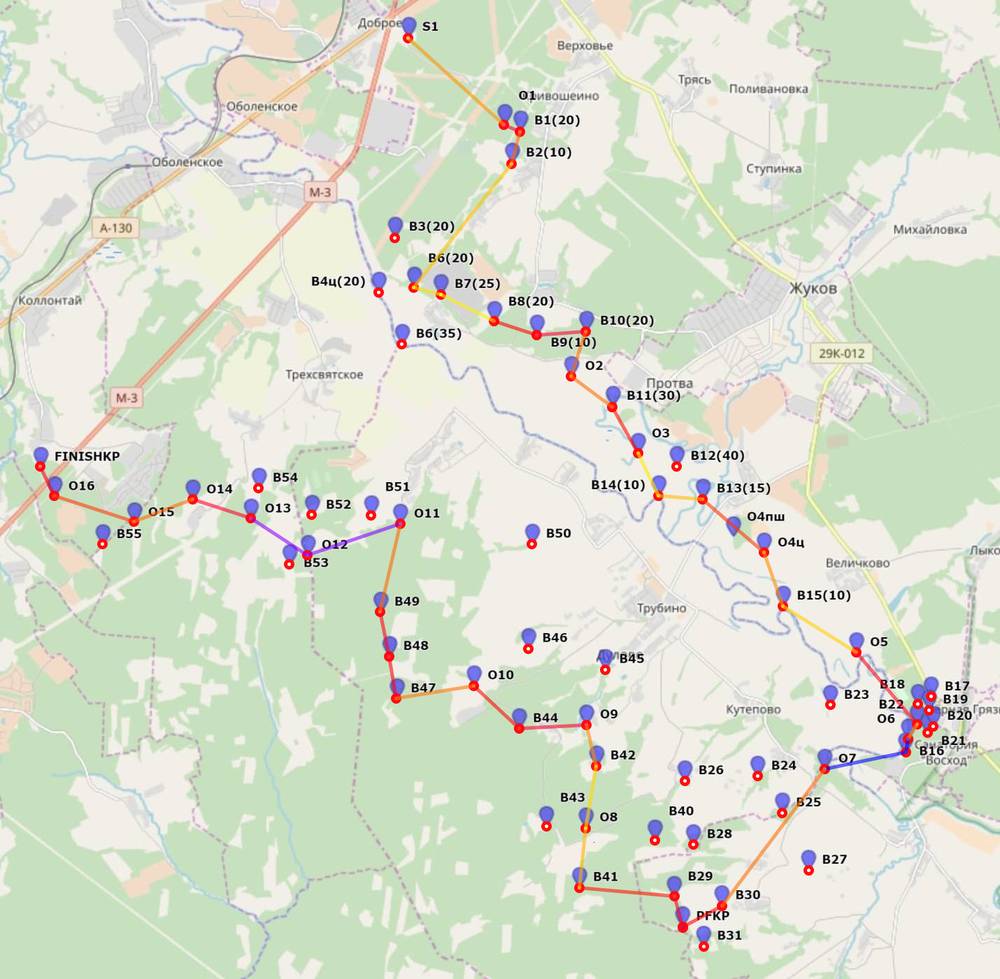 Доброе
S1
Верховье
Трясь
Поливановка
O1
Кривошеино
Оболенское
B1(20)
B2(10)
Оболенское
Ступинка
М-3
B3(20)
А-130
Михайловка
B6(20)
B4ц(20)
B7(25)
Жуков
Коллонтай
B8(20)
B10(20)
B6(35)
B9(10)
29К-012
O2
Трехсвятское
Протва
B11(30)
М-3
O3
FINISHKP
B12(40)
B54
O16
B51
B14(10)
B13(15)
O14
B52
O13
O11
O15
O4пш
B55
B50
O12
O4ц
B53
Величково
B15(10)
B49
Трубино
B46
O5
B48
B45
O10
B18
B17
B47
B23
B19
B22
Кутепово
O9
B44
O6
B20
B21
Санатория
Восход
B16
B42
O7
B26
B24
B43
B25
B40
O8
B28
B27
B41
B29
B30
PFKP
B31